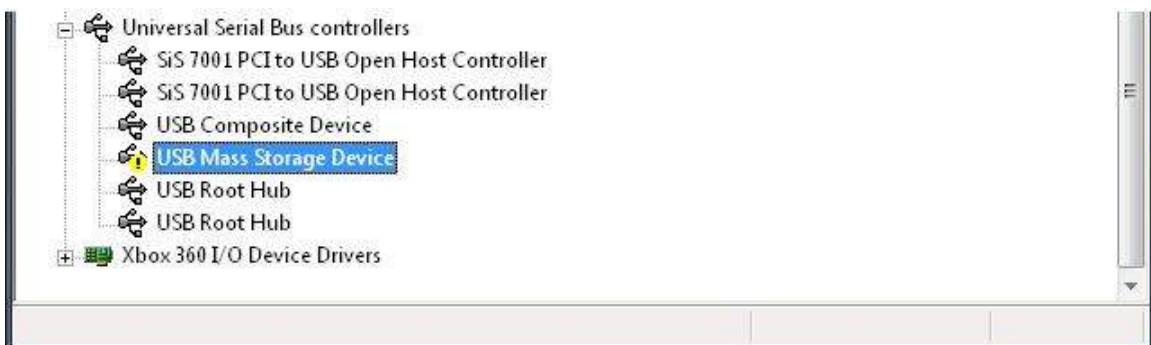 Universal Serial Bus controllers
SiS 7001 PCI to USB Open Host Controller
SiS 7001 PCI to USB Open Host Controller
USB Composite Device
USB Mass Storage Device
USB Root Hub
USB Root Hub
Xbox 360 I/O Device Drivers